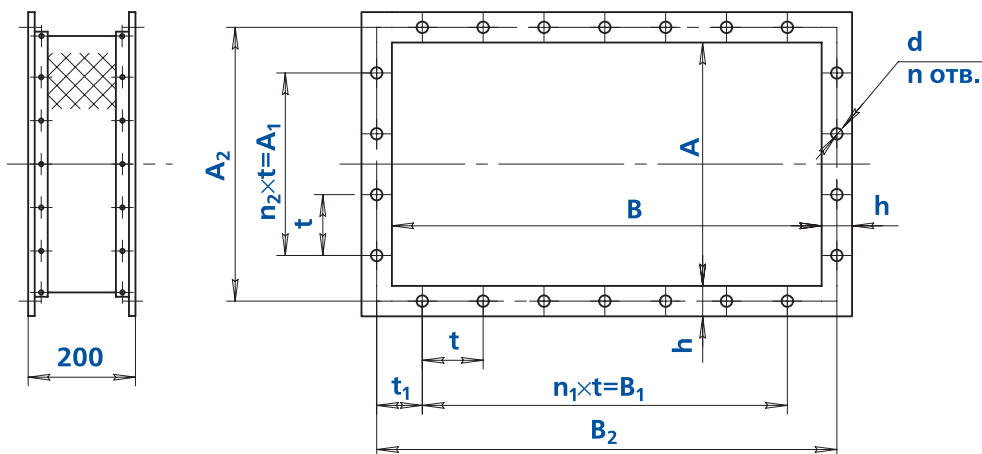 d
n отв.
A₂
n₂×t=A₁
t
A
B
h
h
200
t
t₁
n₁×t=B₁
B₂